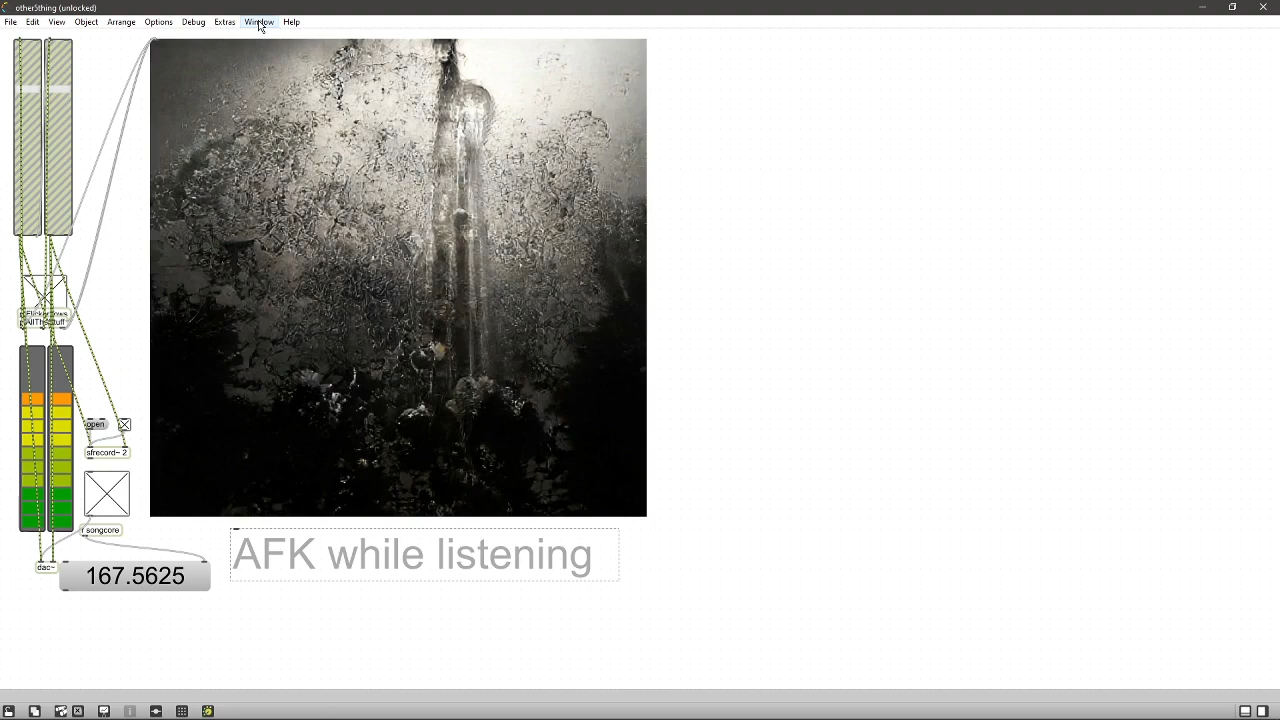 other5thing (unlocked)
File Edit View Object Arrange Options Debug Extras Window Help
open
sfrecord~ 2
r songcore
dac~
167.5625
AFK while listening